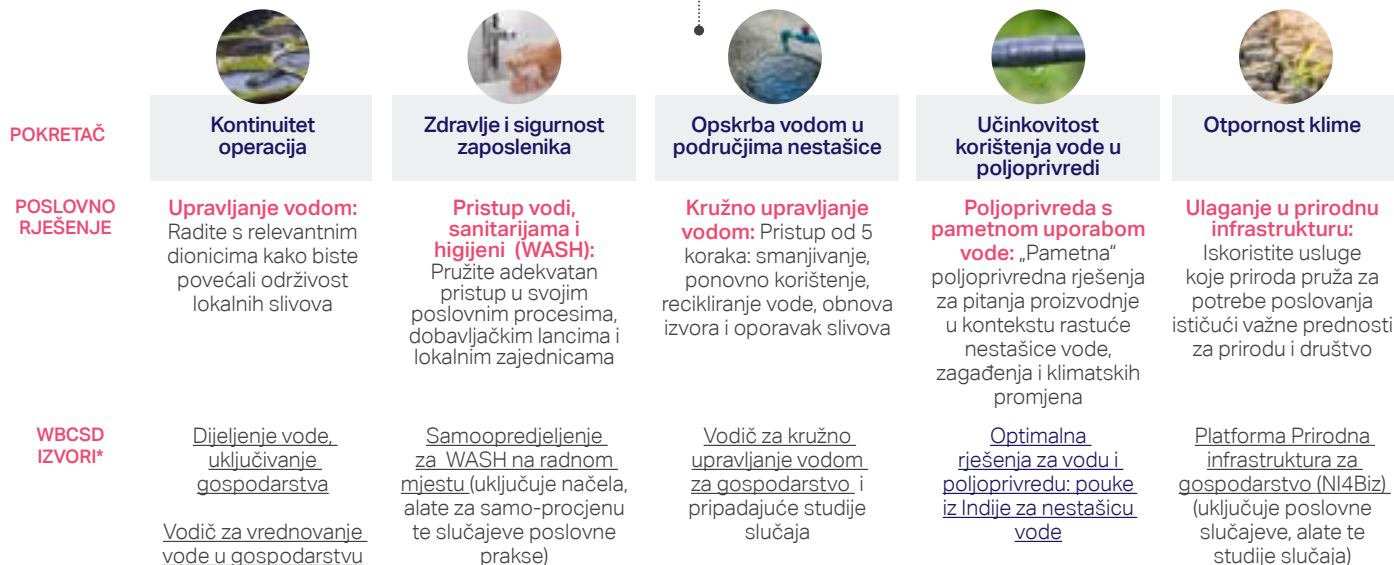 POKRETAČ
Kontinuitet
operacija
Zdravlje i sigurnost
zaposlenika
Opskrba vodom u
područjima nestašice
Učinkovitost
korištenja vode u
poljoprivredi
Otpornost klime
POSLOVNO
RJEŠENJE
Upravljanje vodom:
Radite s relevantnim
dionicima kako biste
povećali održivost
lokalnih slivova
Pristup vodi,
sanitarijama i
higijeni (WASH):
Pružite adekvatan
pristup u svojim
poslovnim procesima,
dobavljačkim lancima i
lokalnim zajednicama
Kružno upravljanje
vodom: Pristup od 5
koraka: smanjivanje,
ponovno korištenje,
recikliranje vode, obnova
izvora i oporavak slivova
Poljoprivreda s
pametnom uporabom
vode: „Pametna“
poljoprivredna rješenja
za pitanja proizvodnje
u kontekstu rastuće
nestašice vode,
zagađenja i klimatskih
promjena
Ulaganje u prirodnu
infrastrukturu:
Iskoristite usluge
koje priroda pruža za
potrebe poslovanja
ističući važne prednosti
za prirodu i društvo
WBCSD
IZVORI*
Dijeljenje vode,
uključivanje
gospodarstva
Vodič za vrednovanje
vode u gospodarstvu
Samoopredjeljenje
za WASH na radnom
mjestu (uključuje načela,
alate za samo-procjenu
te slučajeve poslovne
prakse)
Vodič za kružno
upravljanje vodom
za gospodarstvo i
pripadajuće studije
slučaja
Optimalna
rješenja za vodu i
poljoprivredu: pouke
iz Indije za nestašicu
vode
Platforma Prirodna
infrastruktura za
gospodarstvo (NI4Biz)
(uključuje poslovne
slučajeve, alate te
studije slučaja)